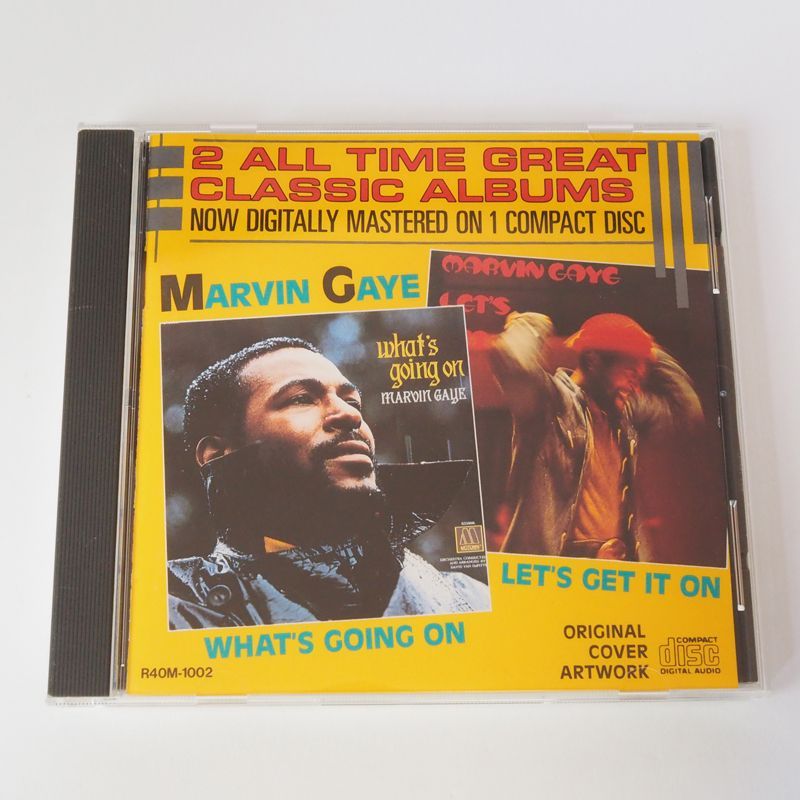 2 ALL TIME GREAT
CLASSIC ALBUMS
NOW DIGITALLY MASTERED ON 1 COMPACT DISC
MARVIN GAYE
MARVIN GAYE
LET'S
what's
going on
MARVIN GAYE
MOTOWN
LET'S GET IT ON
WHAT'S GOING ON
ORIGINAL
COVER
ARTWORK
COMPACT
disc
DIGITAL AUDIO
R40M-1002